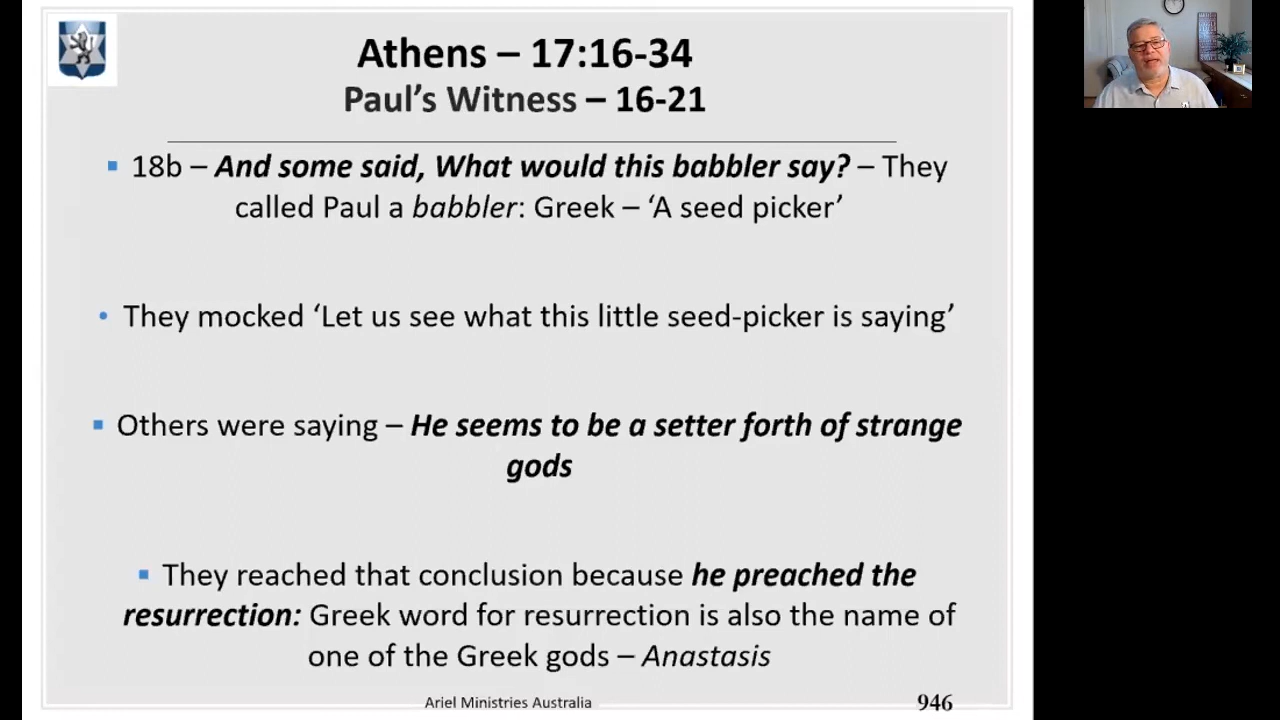 Athens – 17:16-34
Paul's Witness – 16-21
▪ 18b – And some said, What would this babbler say? – They
called Paul a babbler: Greek – ‘A seed picker’
• They mocked ‘Let us see what this little seed-picker is saying’
▪ Others were saying – He seems to be a setter forth of strange
gods
▪ They reached that conclusion because he preached the
resurrection: Greek word for resurrection is also the name of
one of the Greek gods – Anastasis
Ariel Ministries Australia
946